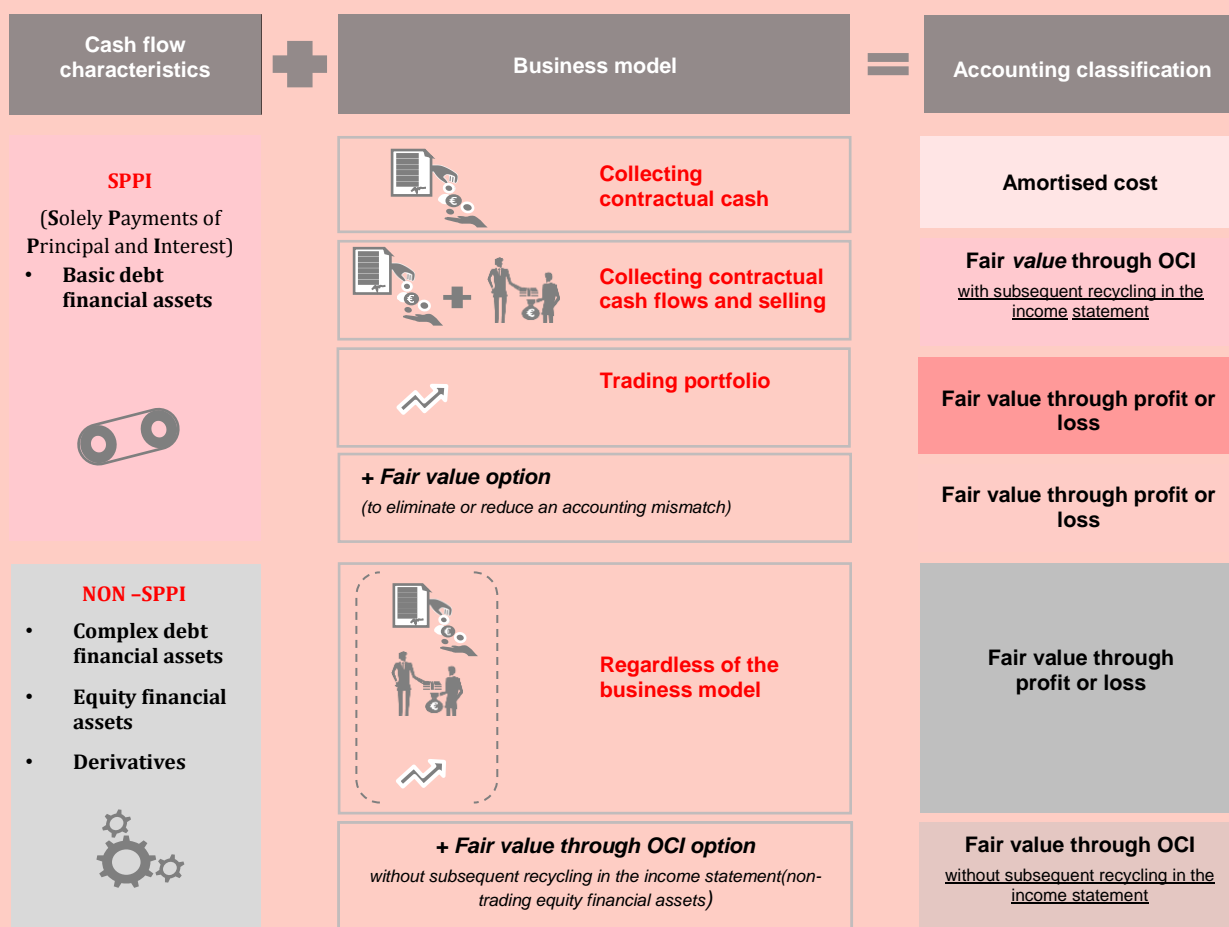 Cash flow
characteristics
Business model
Accounting classification
SPPI
(Solely Payments of
Principal and Interest)
• Basic debt
financial assets
Collecting
contractual cash
Amortised cost
Collecting contractual
cash flows and selling
Fair value through OCI
with subsequent recycling in the
income statement
Trading portfolio
Fair value through profit or
loss
+ Fair value option
(to eliminate or reduce an accounting mismatch)
Fair value through profit or
loss
NON –SPPI
• Complex debt
financial assets
• Equity financial
assets
• Derivatives
Regardless of the
business model
Fair value through
profit or loss
+ Fair value through OCI option
without subsequent recycling in the income statement(non-
trading equity financial assets)
Fair value through OCI
without subsequent recycling in the
income statement